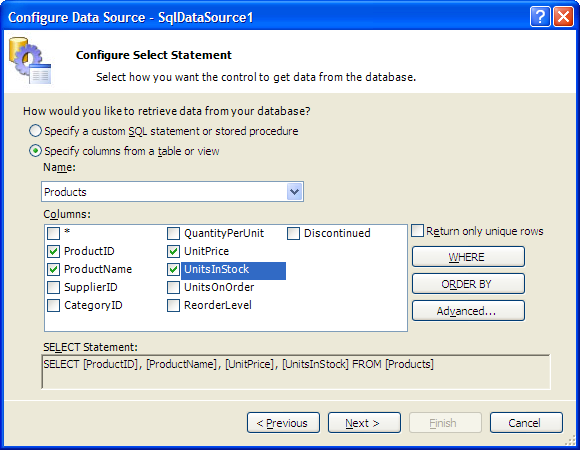 Configure Data Source - SqlDataSource1
Configure Select Statement
Select how you want the control to get data from the database.
How would you like to retrieve data from your database?
Specify a custom SQL statement or stored procedure
Specify columns from a table or view
Name:
Products
Columns:
* QuantityPerUnit Discontinued Return only unique rows
ProductID UnitPrice
ProductName UnitsInStock WHERE
SupplierID UnitsOnOrder ORDER BY
CategoryID ReorderLevel Advanced...
SELECT Statement:
SELECT [ProductID], [ProductName], [UnitPrice], [UnitsInStock] FROM [Products]
< Previous Next > Finish Cancel